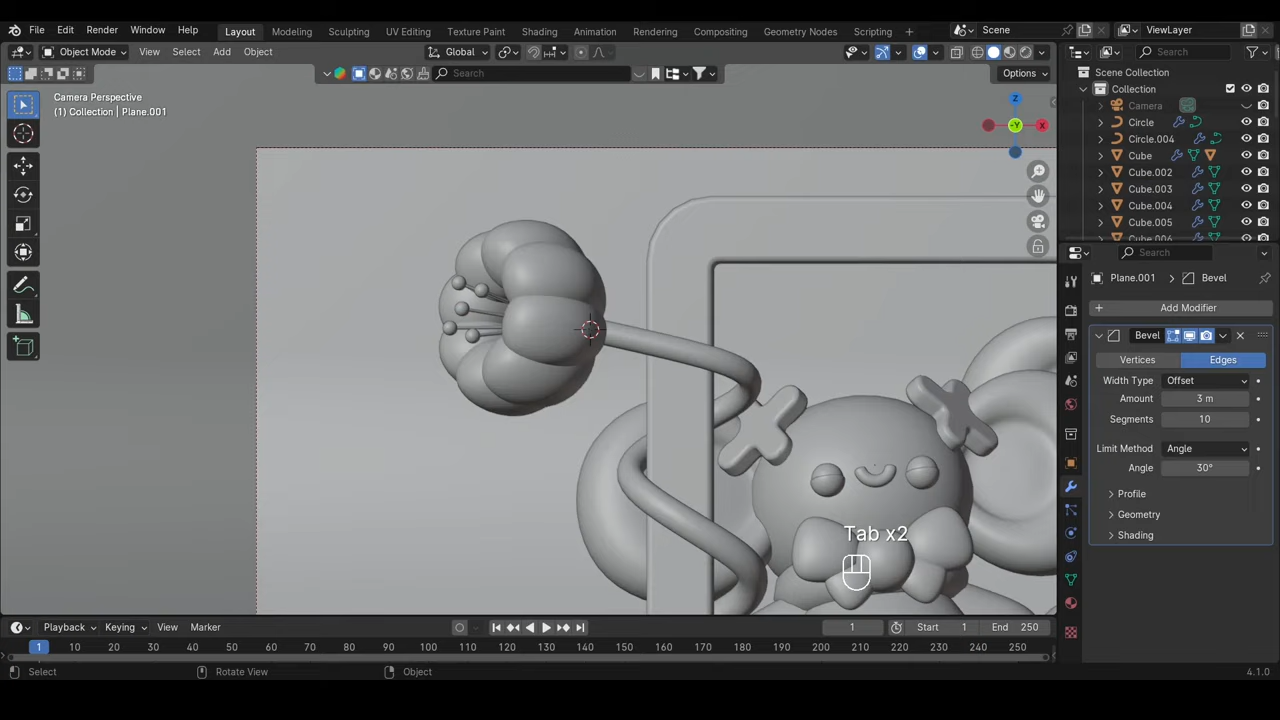 File Edit Render Window Help Layout Modeling Sculpting UV Editing Texture Paint Shading Animation Rendering Compositing Geometry Nodes Scripting Scene ViewLayer
Object Mode View Select Add Object Global Search
Search Options
Camera Perspective
(1) Collection | Plane.001
Z
-Y
X
Scene Collection
Collection
Camera
Circle
Circle.004
Cube
Cube.002
Cube.003
Cube.004
Cube.005
Cube.006
Search
Plane.001 Bevel
Add Modifier
Bevel
Vertices Edges
Width Type Offset
Amount 3 m
Segments 10
Limit Method Angle
Angle 30°
Profile
Geometry
Shading
Tab x2
Playback Keying View Marker 1 Start 1 End 250
1 10 20 30 40 50 60 70 80 90 100 110 120 130 140 150 160 170 180 190 200 210 220 230 240 250
Select Rotate View Object 4.1.0